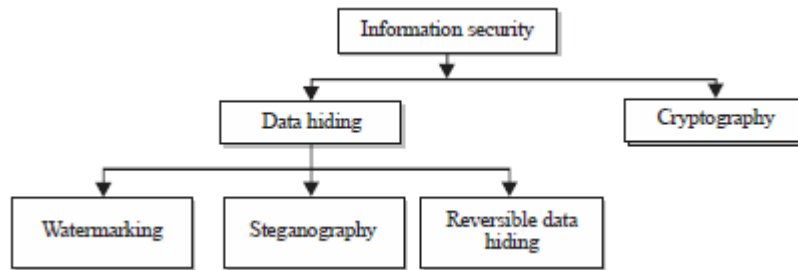 Information security
Data hiding
Cryptography
Watermarking
Steganography
Reversible data
hiding